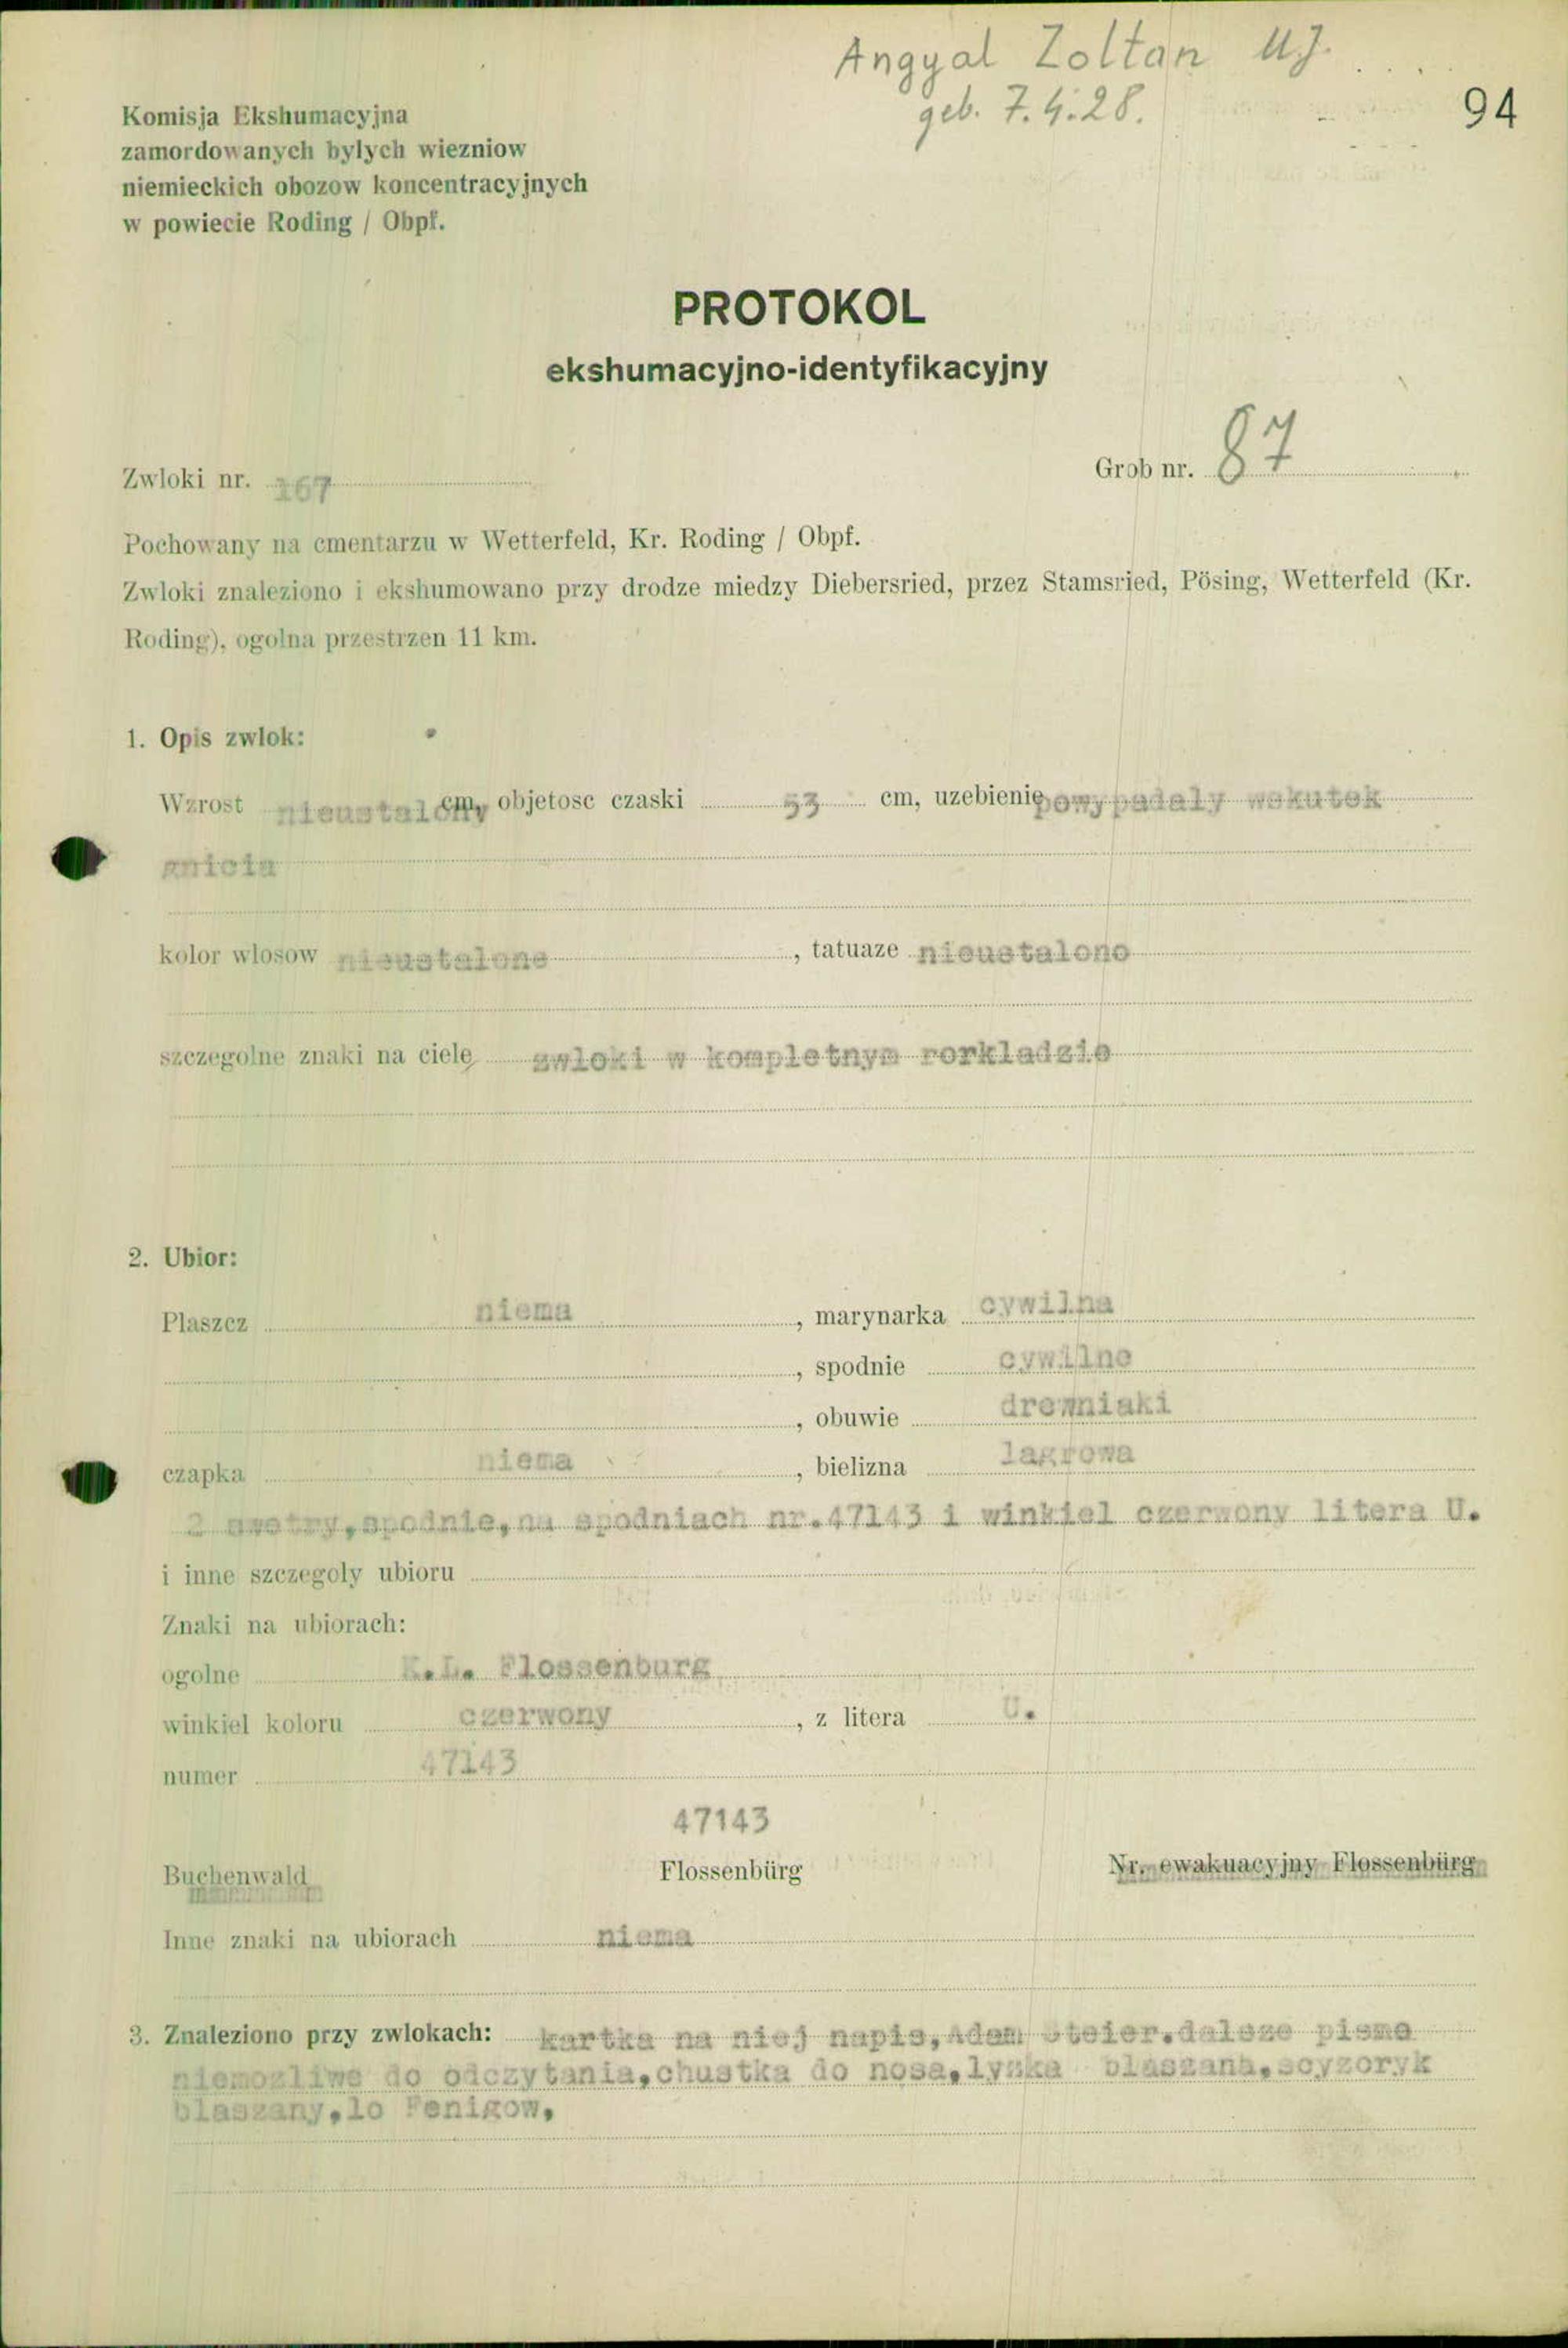 Angyal Zoltan UJ.
geb. 7.4.28.
94
Komisja Ekshumacyjna
zamordowanych bylych wiezniow
niemieckich obozow koncentracyjnych
w powiecie Roding / Obpf.
PROTOKOL
ekshumacyjno-identyfikacyjny
Zwloki nr. 167 Grob nr. 87
Pochowany na cmentarzu w Wetterfeld, Kr. Roding / Obpf.
Zwloki znaleziono i ekshumowano przy drodze miedzy Diebersried, przez Stamsried, Pösing, Wetterfeld (Kr.
Roding), ogolna przestrzen 11 km.
1. Opis zwlok:
Wzrost nieustalony cm, objetosc czaski 53 cm, uzebienie powypadaly wskutek
gnicia
kolor wlosow nieustalono, tatuaze nieustalono
szczegolne znaki na ciele zwloki w kompletnym rorkladzie
2. Ubior:
Plaszcz niema, marynarka cywilna
, spodnie cywilne
, obuwie drewniaki
czapka niema, bielizna lagrowa
2 swetry,spodnie,na spodniach nr.47143 i winkiel czerwony litera U.
i inne szczegoly ubioru
Znaki na ubiorach:
ogolne K.L. Flossenburg
winkiel koloru czerwony, z litera U.
numer 47143
47143
Buchenwald Flossenbürg Nr. ewakuacyjny Flossenbürg
Inne znaki na ubiorach niema
3. Znaleziono przy zwlokach: kartka na niej napis,Adam Steier.dalsze pismo
niemozliwe do odczytania,chustka do nosa,lyzka blaszana,scyzoryk
blaszany,lo Fenigow,